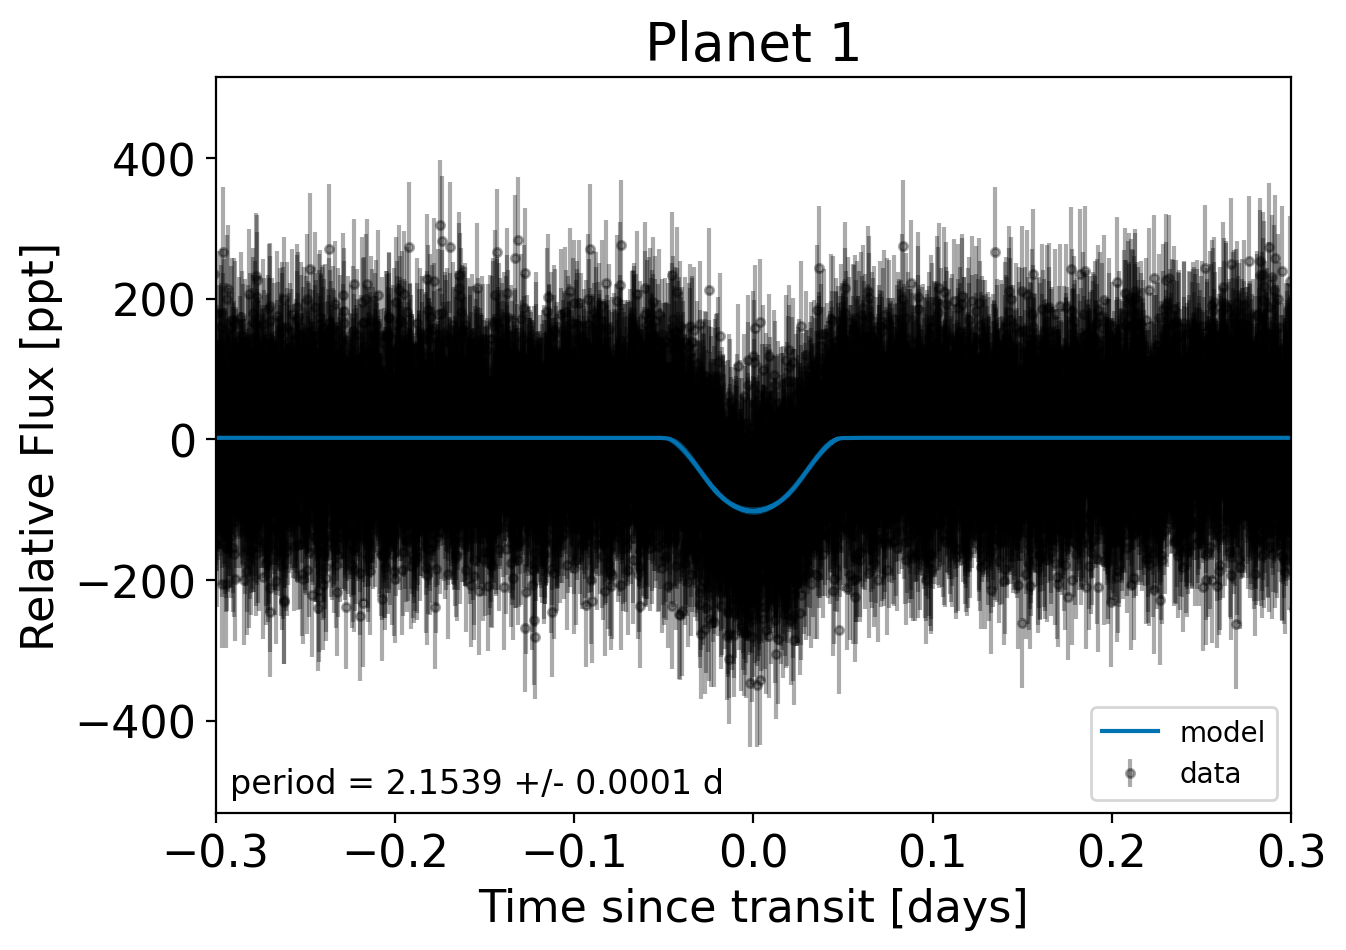 Planet 1
Relative Flux [ppt]
400
200
0
−200
−400
period = 2.1539 +/- 0.0001 d
model
data
−0.3
−0.2
−0.1
0.0
0.1
0.2
0.3
Time since transit [days]